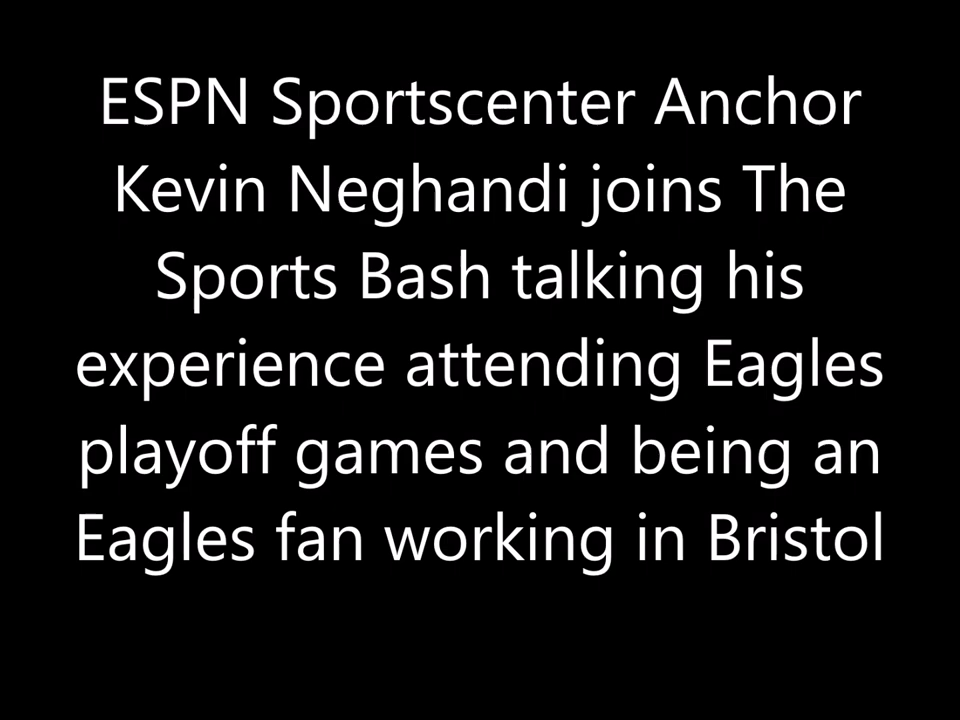 ESPN Sportscenter Anchor
Kevin Neghandi joins The
Sports Bash talking his
experience attending Eagles
playoff games and being an
Eagles fan working in Bristol